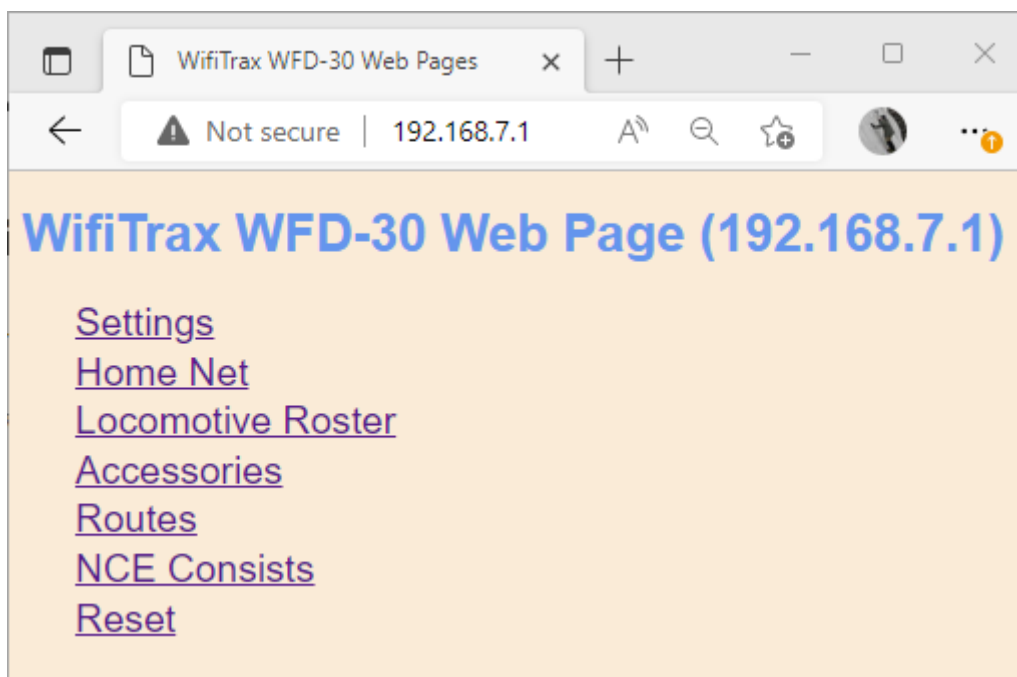 WifiTrax WFD-30 Web Pages
Not secure | 192.168.7.1
WifiTrax WFD-30 Web Page (192.168.7.1)
Settings
Home Net
Locomotive Roster
Accessories
Routes
NCE Consists
Reset